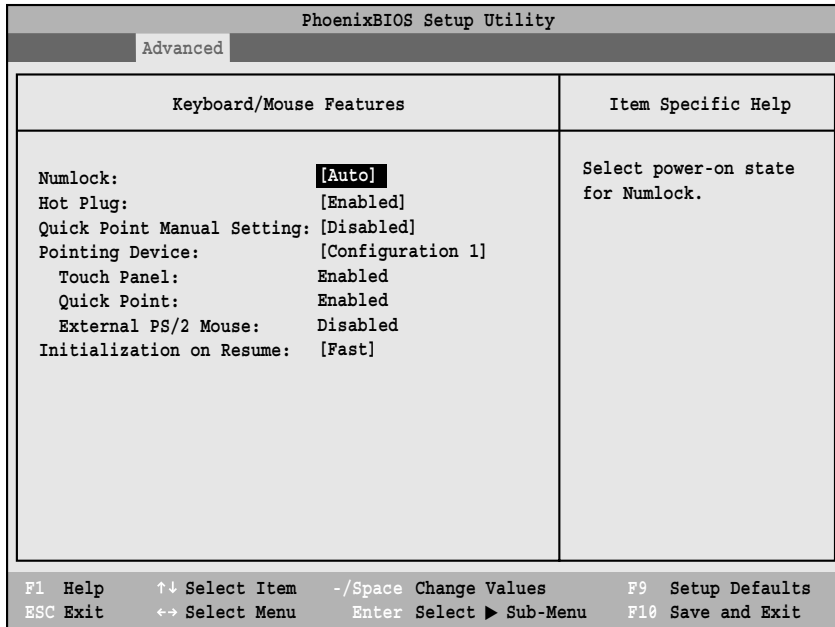 PhoenixBIOS Setup Utility
Advanced
Keyboard/Mouse Features
Item Specific Help
Numlock: [Auto]
Hot Plug: [Enabled]
Quick Point Manual Setting: [Disabled]
Pointing Device: [Configuration 1]
Touch Panel: Enabled
Quick Point: Enabled
External PS/2 Mouse: Disabled
Initialization on Resume: [Fast]
Select power-on state
for Numlock.
F1 Help ↑↓ Select Item -/Space Change Values F9 Setup Defaults
ESC Exit ←→ Select Menu Enter Select ▶ Sub-Menu F10 Save and Exit